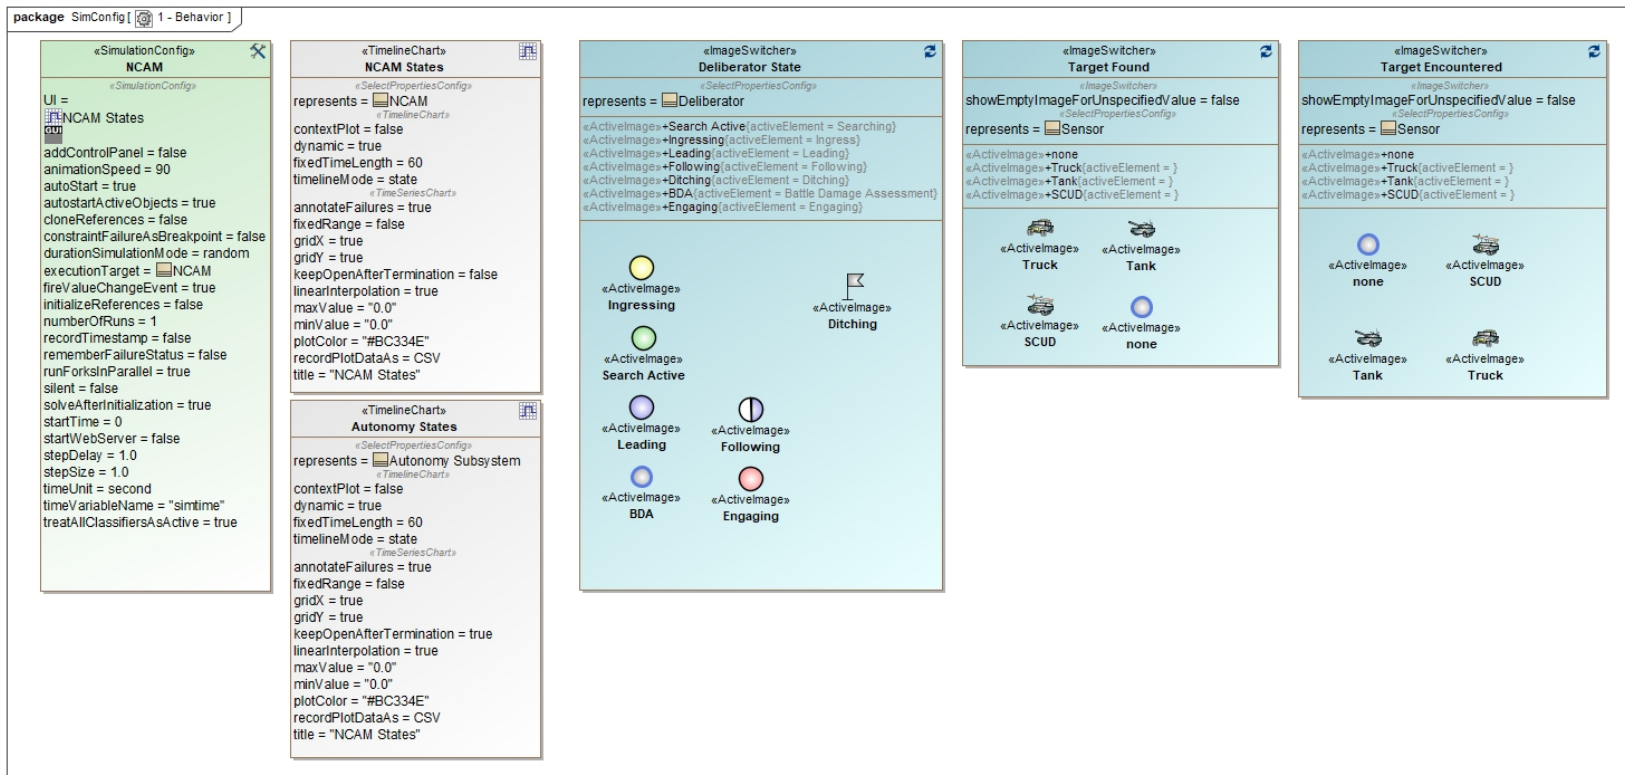 package SimConfig [ 1 - Behavior ]
«SimulationConfig»
NCAM
«SimulationConfig»
UI =
NCAM States
GUI
addControlPanel = false
animationSpeed = 90
autoStart = true
autostartActiveObjects = true
cloneReferences = false
constraintFailureAsBreakpoint = false
durationSimulationMode = random
executionTarget = NCAM
fireValueChangeEvent = true
initializeReferences = false
numberOfRuns = 1
recordTimestamp = false
rememberFailureStatus = false
runForksInParallel = true
silent = false
solveAfterInitialization = true
startTime = 0
startWebServer = false
stepDelay = 1.0
stepSize = 1.0
timeUnit = second
timeVariableName = "simtime"
treatAllClassifiersAsActive = true
«TimelineChart»
NCAM States
«SelectPropertiesConfig»
represents = NCAM
«TimelineChart»
contextPlot = false
dynamic = true
fixedTimeLength = 60
timelineMode = state
«TimeSeriesChart»
annotateFailures = true
fixedRange = false
gridX = true
gridY = true
keepOpenAfterTermination = false
linearInterpolation = true
maxValue = "0.0"
minValue = "0.0"
plotColor = "#BC334E"
recordPlotDataAs = CSV
title = "NCAM States"
«TimelineChart»
Autonomy States
«SelectPropertiesConfig»
represents = Autonomy Subsystem
«TimelineChart»
contextPlot = false
dynamic = true
fixedTimeLength = 60
timelineMode = state
«TimeSeriesChart»
annotateFailures = true
fixedRange = false
gridX = true
gridY = true
keepOpenAfterTermination = true
linearInterpolation = true
maxValue = "0.0"
minValue = "0.0"
plotColor = "#BC334E"
recordPlotDataAs = CSV
title = "NCAM States"
«ImageSwitcher»
Deliberator State
«SelectPropertiesConfig»
represents = Deliberator
«ActiveImage»+Search Active{activeElement = Searching}
«ActiveImage»+Ingressing{activeElement = Ingress}
«ActiveImage»+Leading{activeElement = Leading}
«ActiveImage»+Following{activeElement = Following}
«ActiveImage»+Ditching{activeElement = Ditching}
«ActiveImage»+BDA{activeElement = Battle Damage Assessment}
«ActiveImage»+Engaging{activeElement = Engaging}
«ActiveImage»
Ingressing
«ActiveImage»
Ditching
«ActiveImage»
Search Active
«ActiveImage»
Leading
«ActiveImage»
Following
«ActiveImage»
BDA
«ActiveImage»
Engaging
«ImageSwitcher»
Target Found
«ImageSwitcher»
showEmptyImageForUnspecifiedValue = false
«SelectPropertiesConfig»
represents = Sensor
«ActiveImage»+none
«ActiveImage»+Truck{activeElement = }
«ActiveImage»+Tank{activeElement = }
«ActiveImage»+SCUD{activeElement = }
«ActiveImage»
Truck
«ActiveImage»
Tank
«ActiveImage»
SCUD
«ActiveImage»
none
«ImageSwitcher»
Target Encountered
«ImageSwitcher»
showEmptyImageForUnspecifiedValue = false
«SelectPropertiesConfig»
represents = Sensor
«ActiveImage»+none
«ActiveImage»+Truck{activeElement = }
«ActiveImage»+Tank{activeElement = }
«ActiveImage»+SCUD{activeElement = }
«ActiveImage»
none
«ActiveImage»
SCUD
«ActiveImage»
Tank
«ActiveImage»
Truck